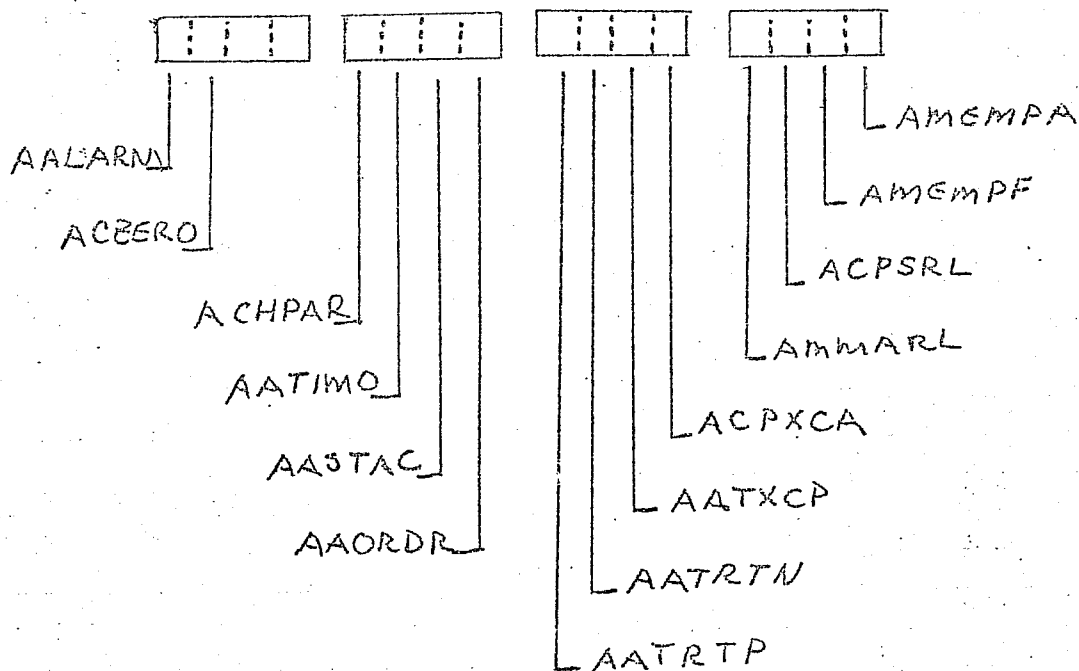 AMEMPA
AALARM
AMEMPF
ACZERO
ACPSRL
ACHPAR
AMMARL
AATIMO
ACPXCA
AASTAC
AATXCP
AAORDR
AATRTN
AATRTP